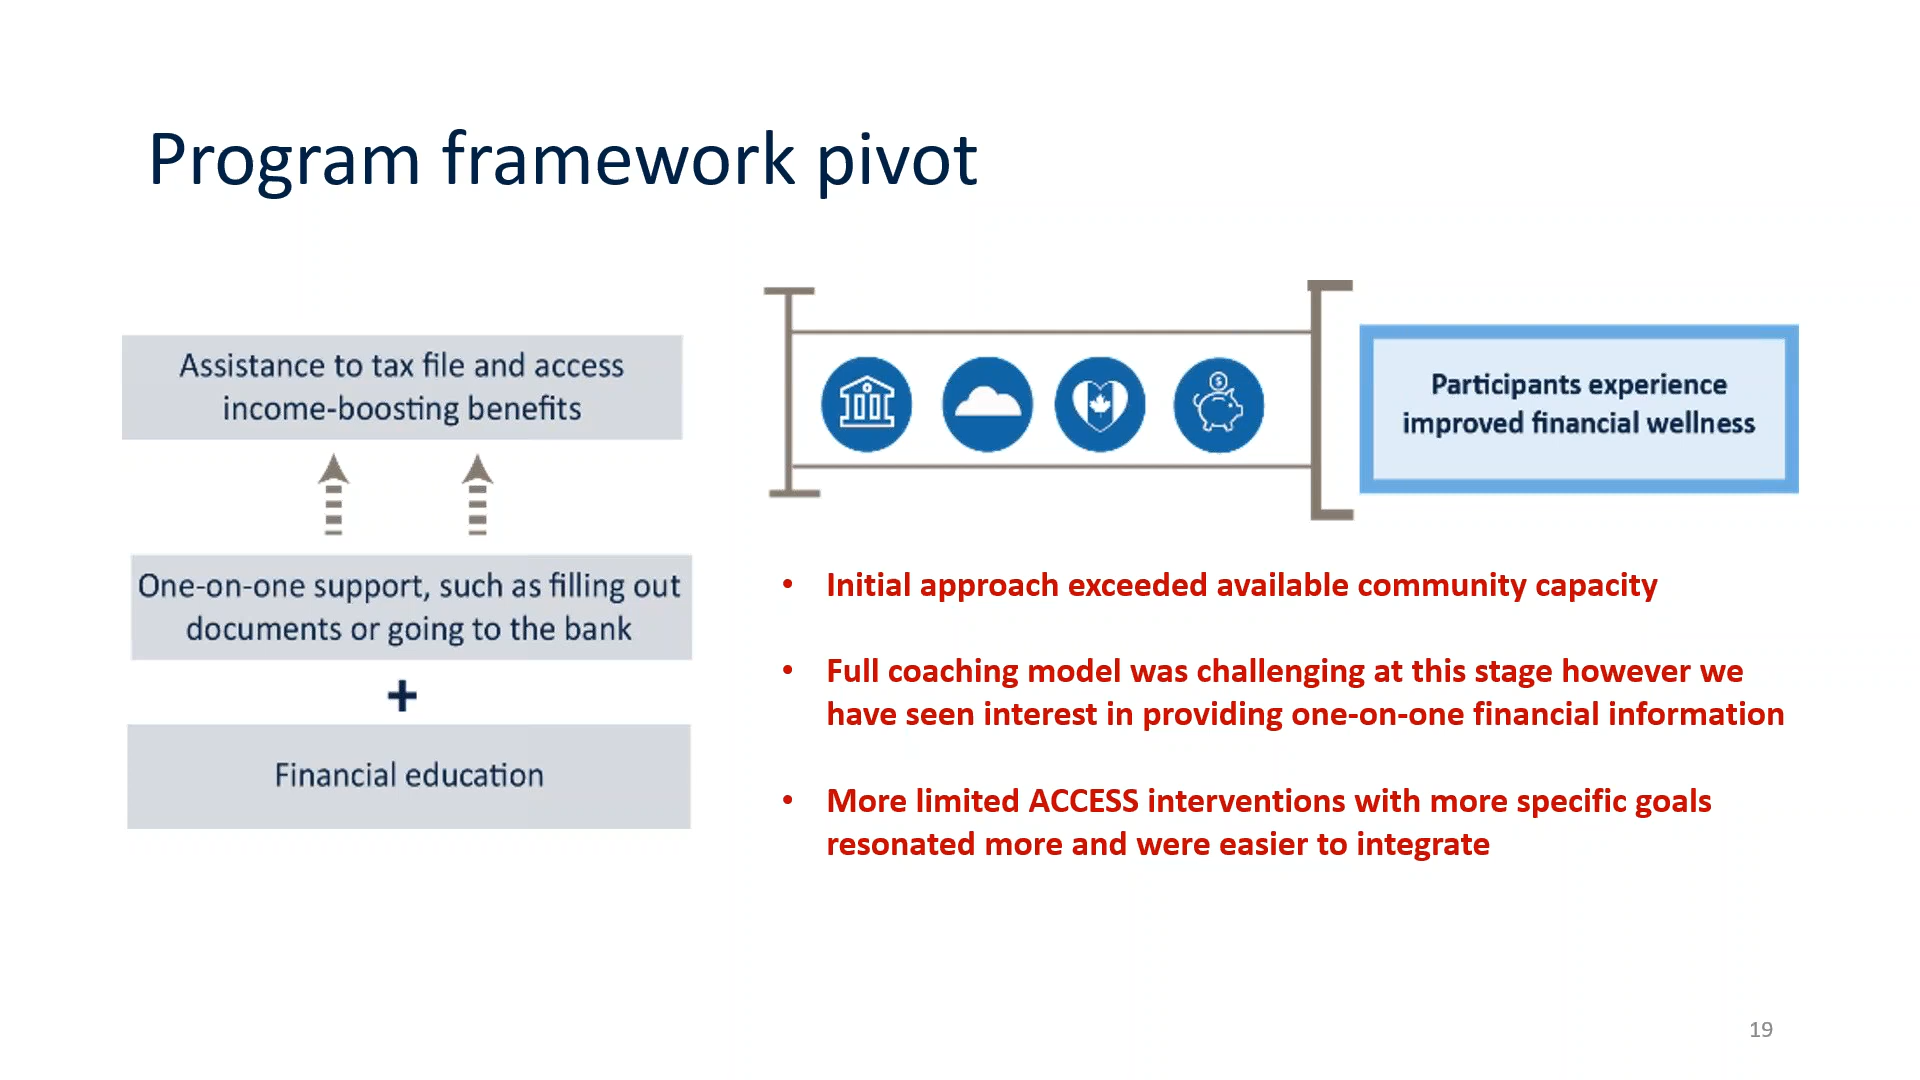 Program framework pivot
Assistance to tax file and access
income-boosting benefits
One-on-one support, such as filling out
documents or going to the bank
+
Financial education
$
Participants experience
improved financial wellness
• Initial approach exceeded available community capacity
• Full coaching model was challenging at this stage however we
have seen interest in providing one-on-one financial information
• More limited ACCESS interventions with more specific goals
resonated more and were easier to integrate
19